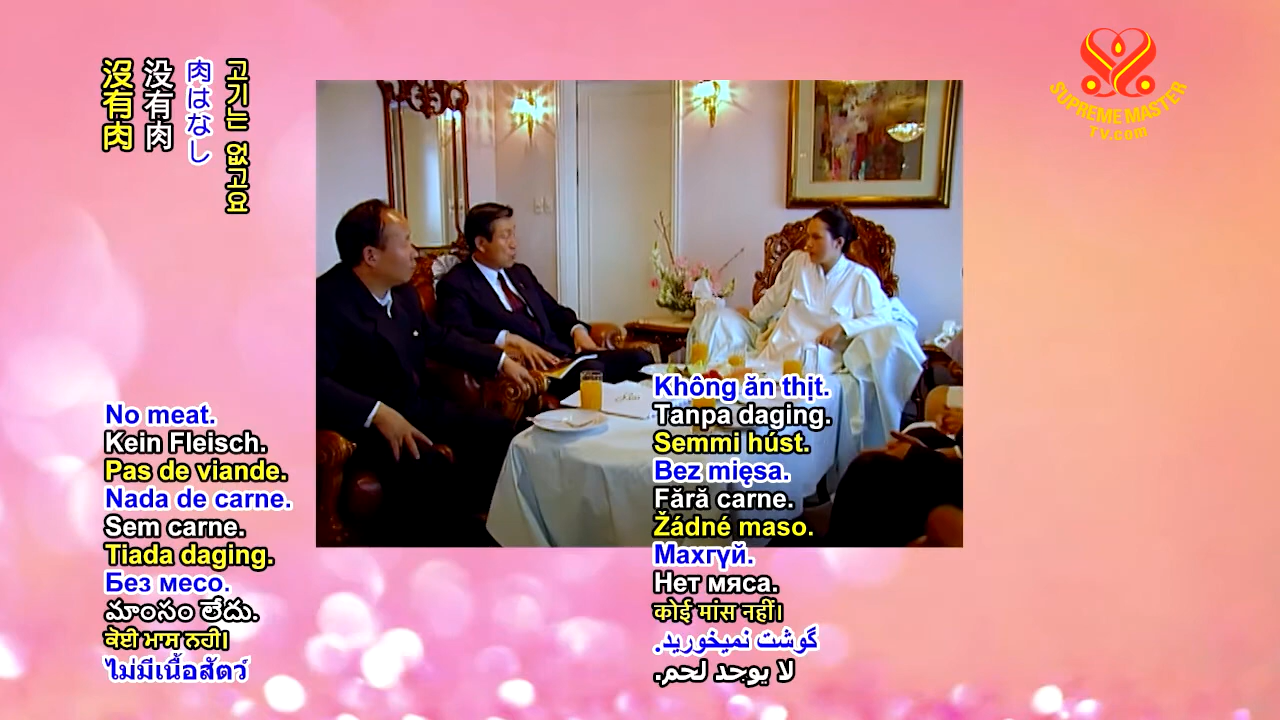 沒有肉
没有肉
肉はなし
고기는 없고요
SUPREME MASTER
TV.com
No meat.
Kein Fleisch.
Pas de viande.
Nada de carne.
Sem carne.
Tiada daging.
Без месо.
మాంసం లేదు.
ਕੋਈ ਮਾਸ ਨਹੀ।
ไม่มีเนื้อสัตว์
Không ăn thịt.
Tanpa daging.
Semmi húst.
Bez mięsa.
Fără carne.
Žádné maso.
Махгүй.
Нет мяса.
कोई मांस नहीं।
گوشت نمیخورید.
لا يوجد لحم.